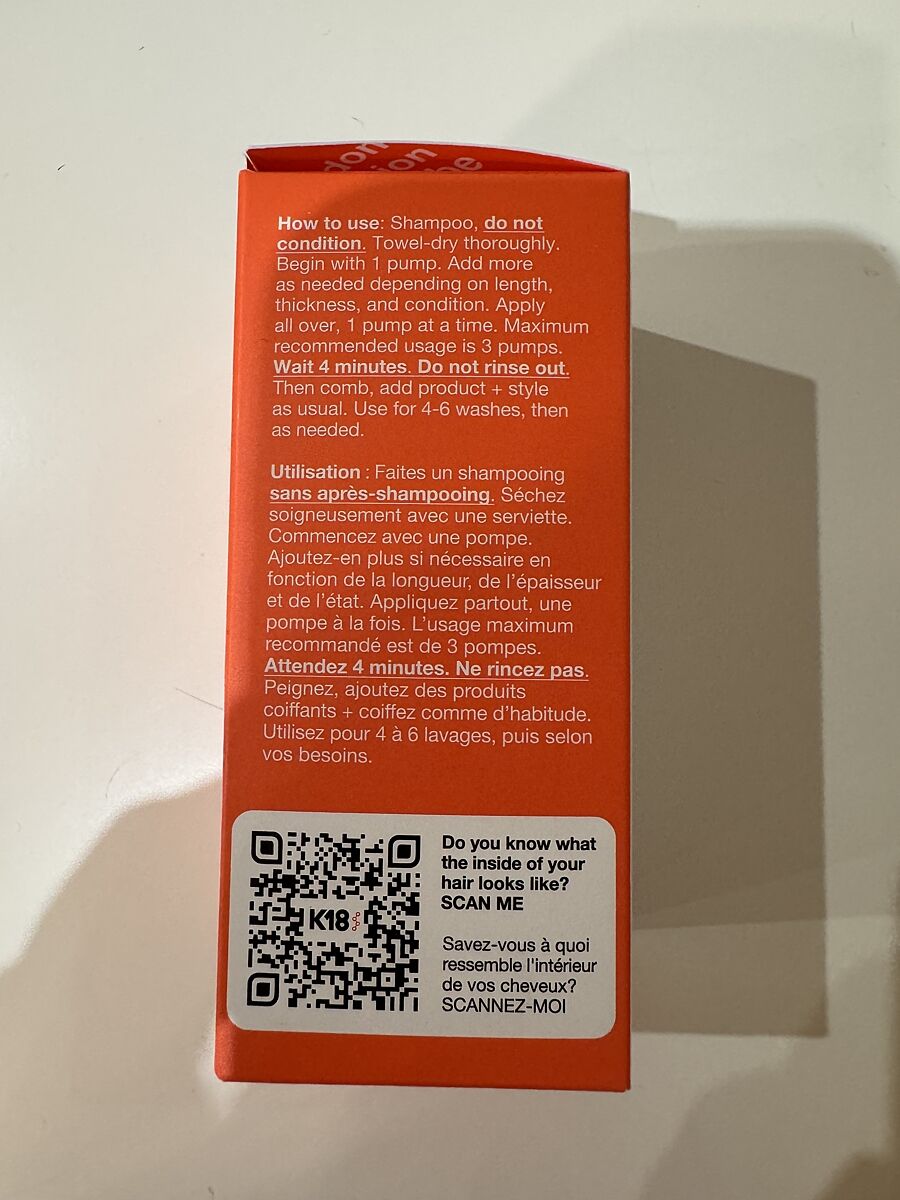 don
ion
be
How to use: Shampoo, do not
condition. Towel-dry thoroughly.
Begin with 1 pump. Add more
as needed depending on length,
thickness, and condition. Apply
all over, 1 pump at a time. Maximum
recommended usage is 3 pumps.
Wait 4 minutes. Do not rinse out.
Then comb, add product + style
as usual. Use for 4-6 washes, then
as needed.
Utilisation : Faites un shampooing
sans après-shampooing. Séchez
soigneusement avec une serviette.
Commencez avec une pompe.
Ajoutez-en plus si nécessaire en
fonction de la longueur, de l'épaisseur
et de l'état. Appliquez partout, une
pompe à la fois. L'usage maximum
recommandé est de 3 pompes.
Attendez 4 minutes. Ne rincez pas.
Peignez, ajoutez des produits
coiffants + coiffez comme d'habitude.
Utilisez pour 4 à 6 lavages, puis selon
vos besoins.
K18
Do you know what
the inside of your
hair looks like?
SCAN ME
Savez-vous à quoi
ressemble l'intérieur
de vos cheveux?
SCANNEZ-MOI